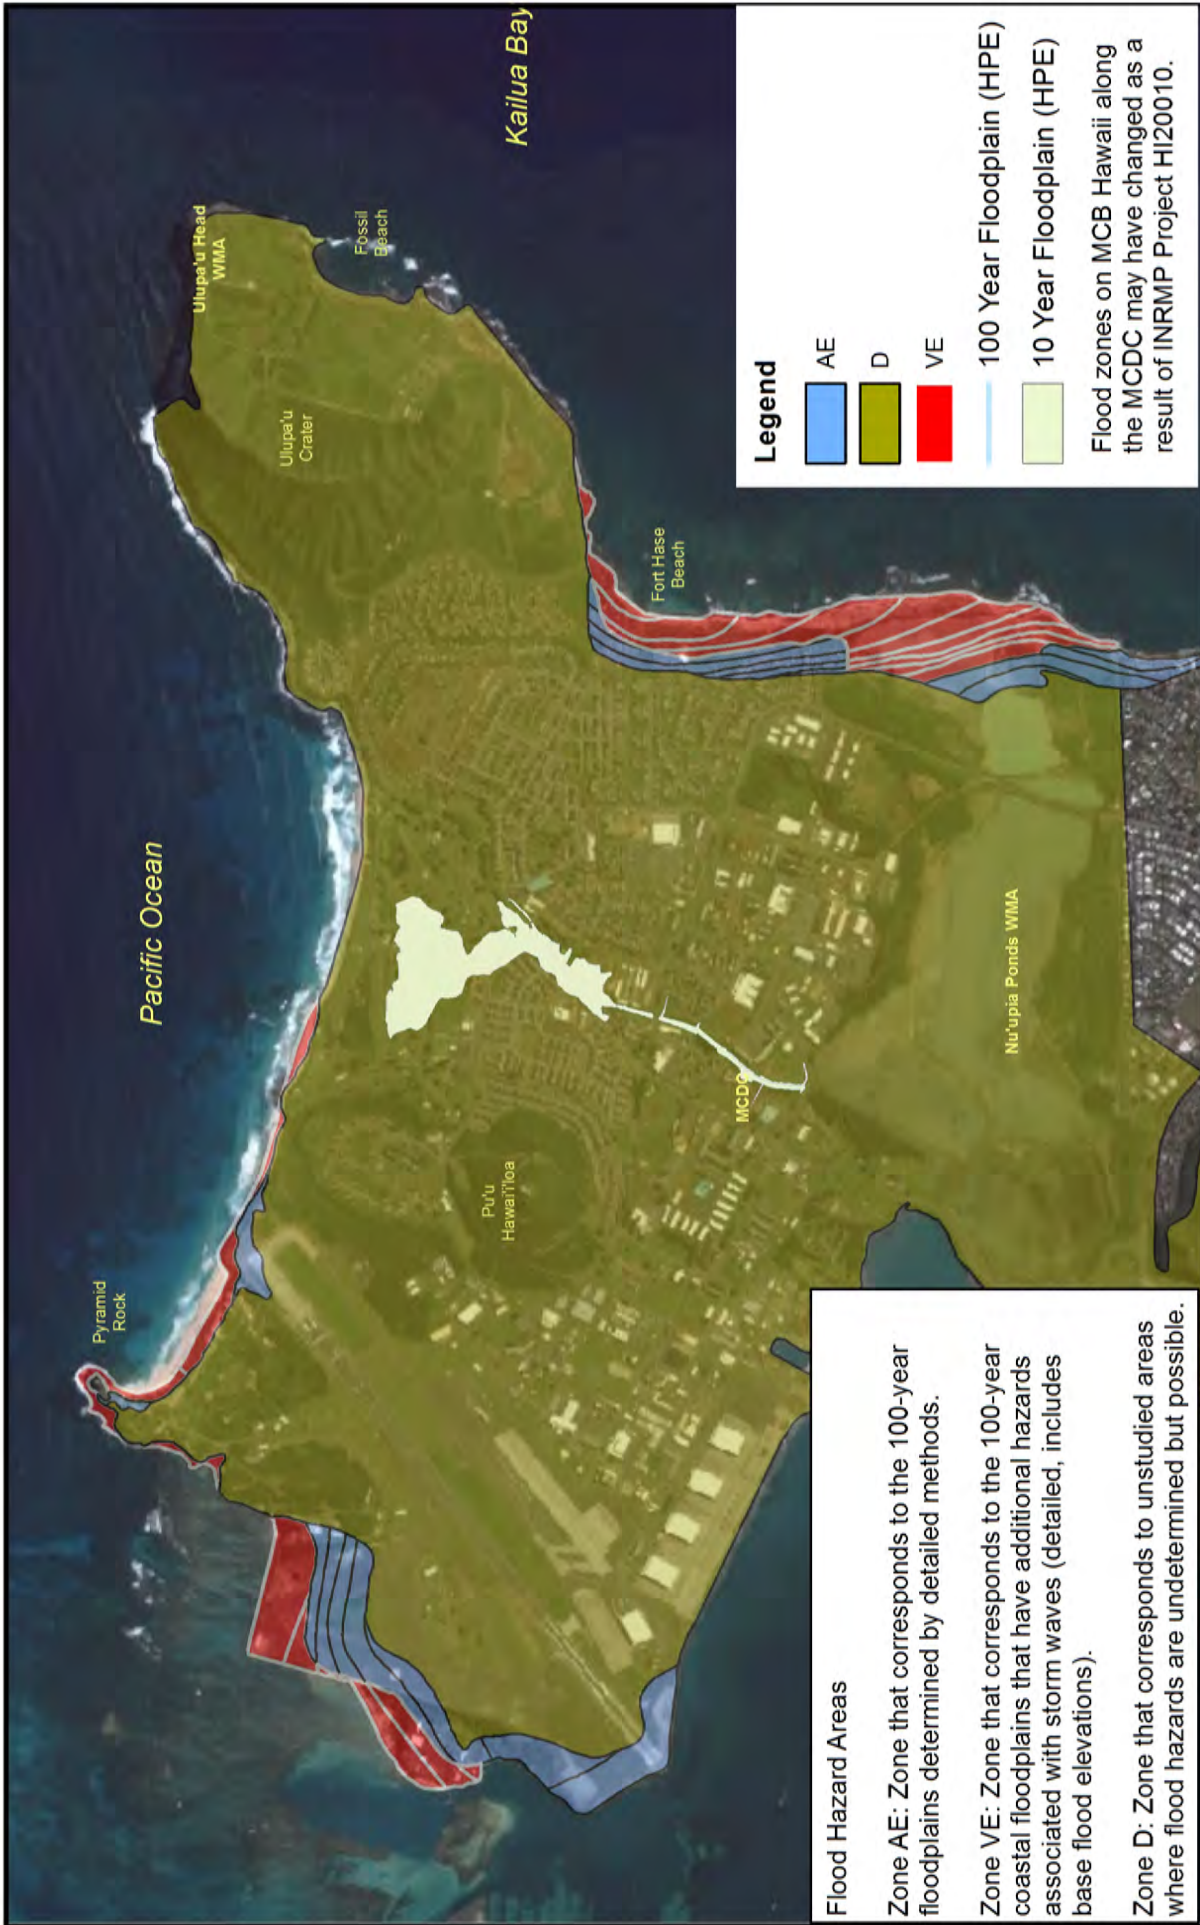 Pacific Ocean
Kailua Bay
Pyramid
Rock
Ulupa'u Head
WMA
Fossil
Beach
Ulupa'u
Crater
Fort Hase
Beach
Pu'u
Hawai'i'loa
MCDC
Nu'upia Ponds WMA
Flood Hazard Areas
Zone AE: Zone that corresponds to the 100-year
floodplains determined by detailed methods.
Zone VE: Zone that corresponds to the 100-year
coastal floodplains that have additional hazards
associated with storm waves (detailed, includes
base flood elevations).
Zone D: Zone that corresponds to unstudied areas
where flood hazards are undetermined but possible.
Legend
AE
D
VE
100 Year Floodplain (HPE)
10 Year Floodplain (HPE)
Flood zones on MCB Hawaii along
the MCDC may have changed as a
result of INRMP Project HI20010.